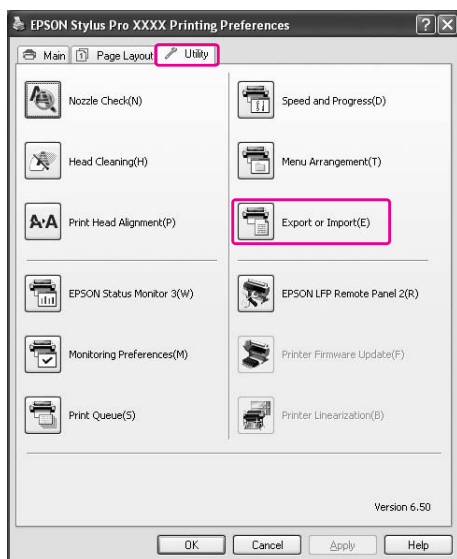 EPSON Stylus Pro XXXX Printing Preferences
Main 1 Page Layout Utility
Nozzle Check(N)
Speed and Progress(D)
Head Cleaning(H)
Menu Arrangement(T)
A·A Print Head Alignment(P)
Export or Import(E)
EPSON Status Monitor 3(W)
EPSON LFP Remote Panel 2(R)
Monitoring Preferences(M)
Printer Firmware Update(F)
Print Queue(S)
Printer Linearization(B)
Version 6.50
OK Cancel Apply Help